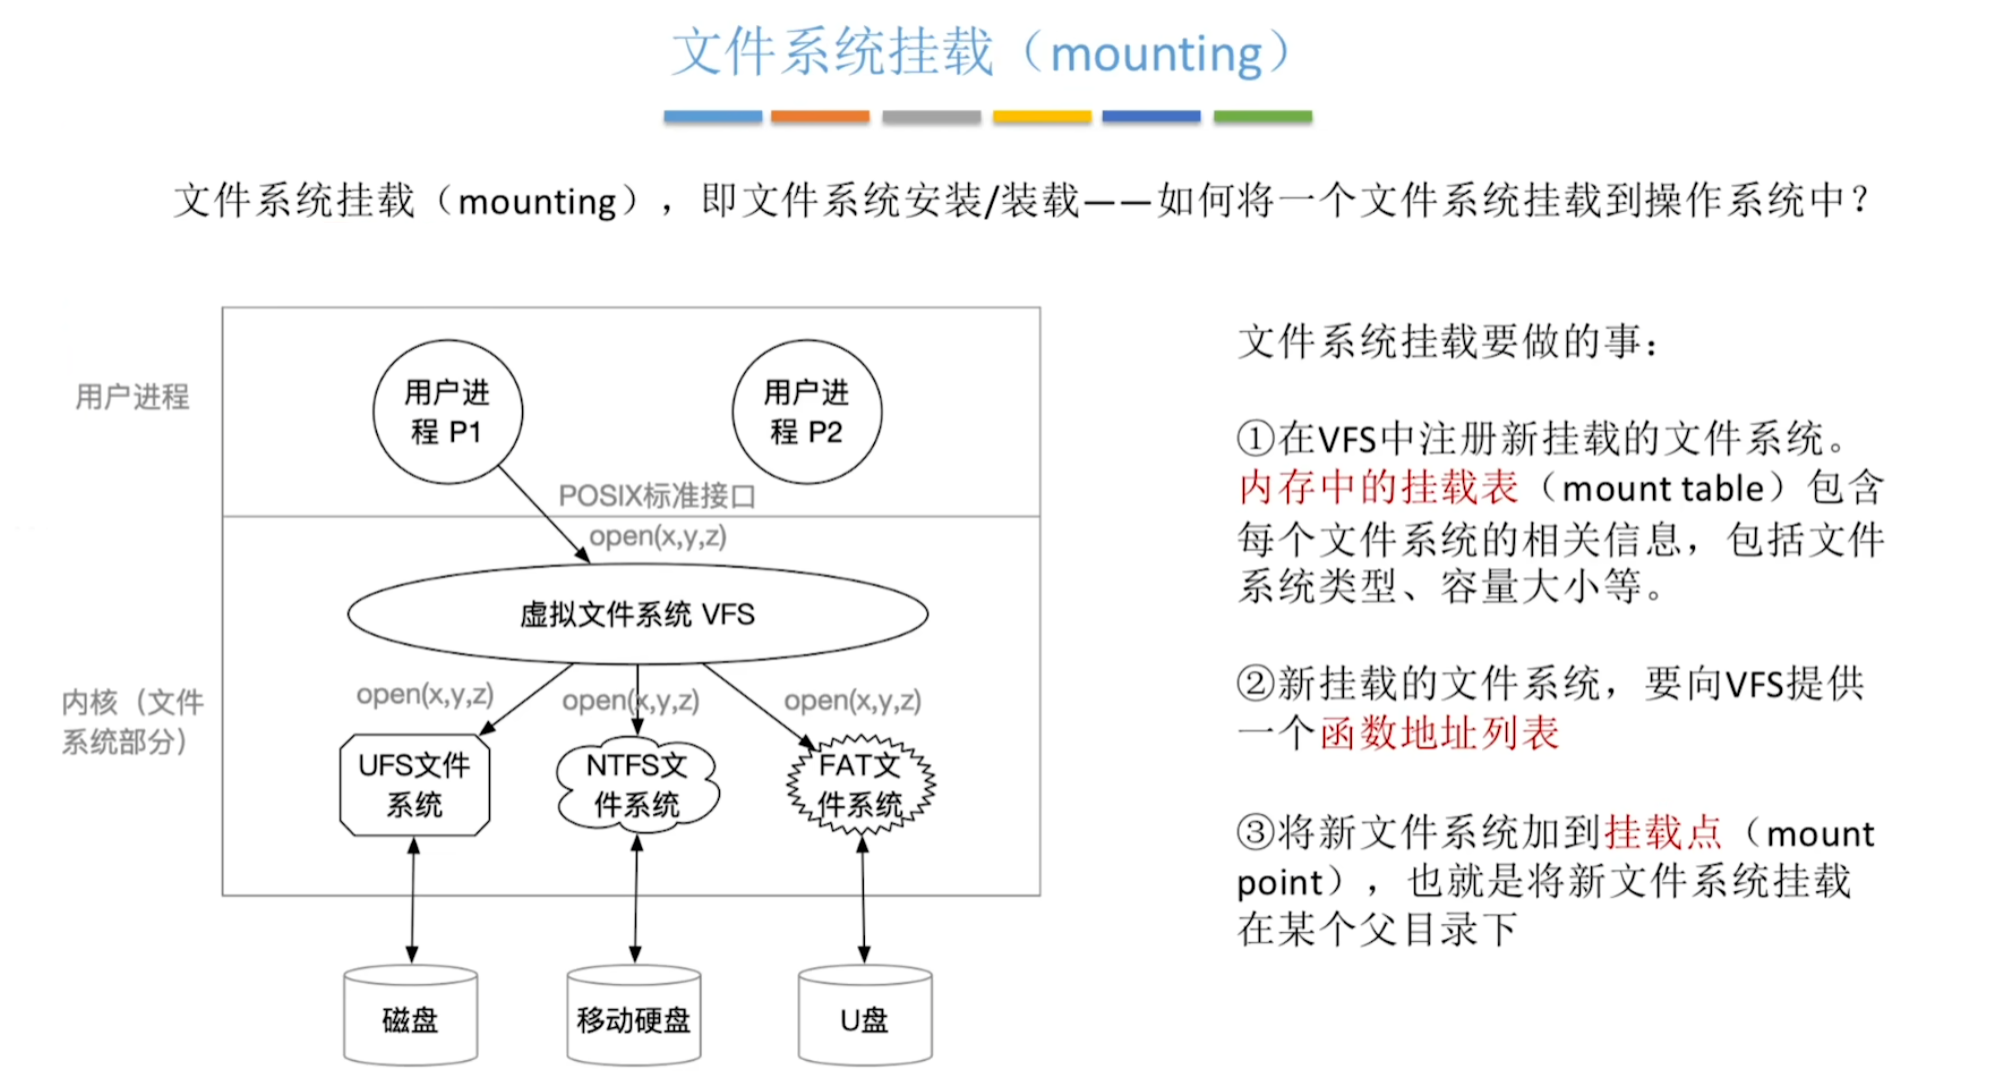 文件系统挂载（mounting）
文件系统挂载（mounting），即文件系统安装/装载——如何将一个文件系统挂载到操作系统中？
用户进程
用户进
程 P1
用户进
程 P2
POSIX标准接口
open(x,y,z)
虚拟文件系统 VFS
内核（文件
系统部分）
open(x,y,z)
open(x,y,z)
open(x,y,z)
UFS文件
系统
NTFS文
件系统
FAT文
件系统
磁盘
移动硬盘
U盘
文件系统挂载要做的事：
①在VFS中注册新挂载的文件系统。
内存中的挂载表（mount table）包含
每个文件系统的相关信息，包括文件
系统类型、容量大小等。
②新挂载的文件系统，要向VFS提供
一个函数地址列表
③将新文件系统加到挂载点（mount
point），也就是将新文件系统挂载
在某个父目录下